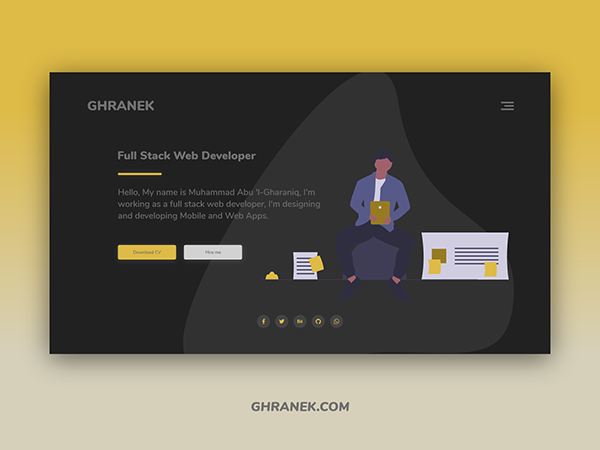 GHRANEK
Full Stack Web Developer
Hello, My name is Muhammad Abu 'l-Gharaniq, I'm
working as a full stack web developer, I'm designing
and developing Mobile and Web Apps.
Download CV
Hire me
GHRANEK.COM